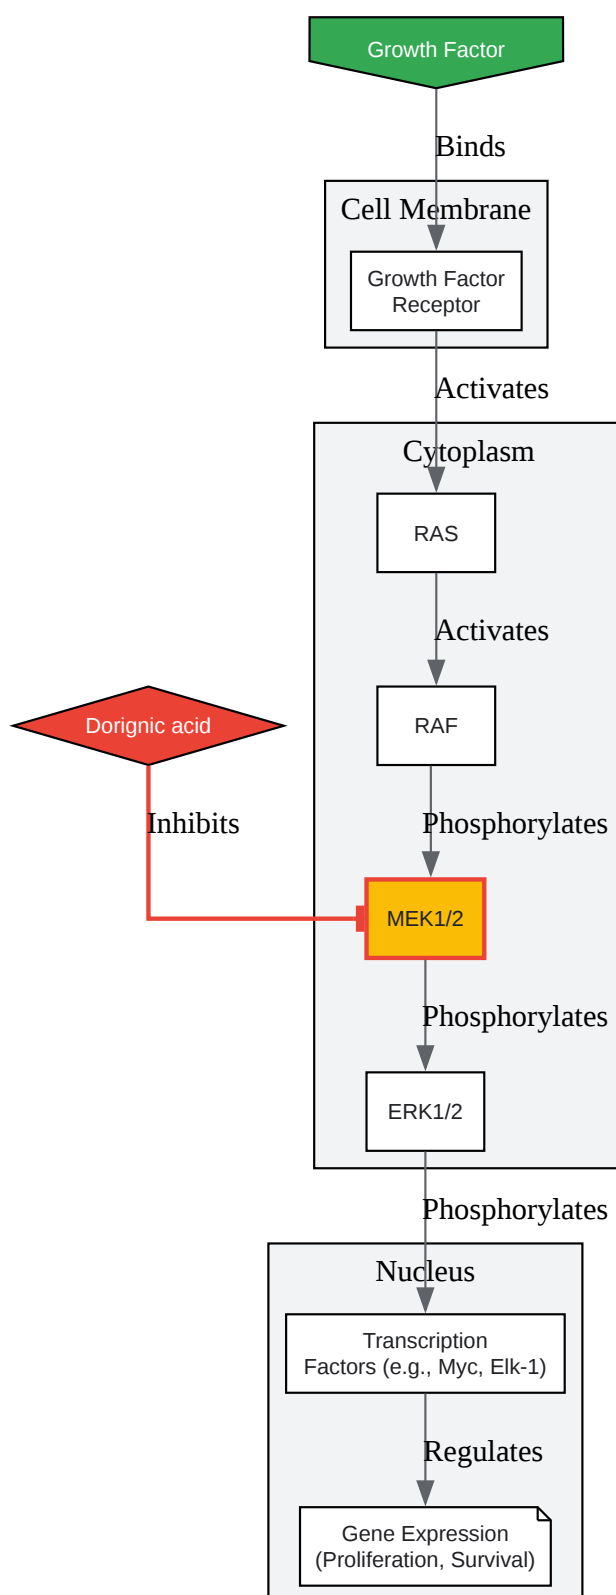 Growth Factor
Binds
Cell Membrane
Growth Factor
Receptor
Activates
Cytoplasm
RAS
Activates
Dorignic acid
RAF
Inhibits
Phosphorylates
MEK1/2
Phosphorylates
ERK1/2
Phosphorylates
Nucleus
Transcription
Factors (e.g., Myc, Elk-1)
Regulates
Gene Expression
(Proliferation, Survival)